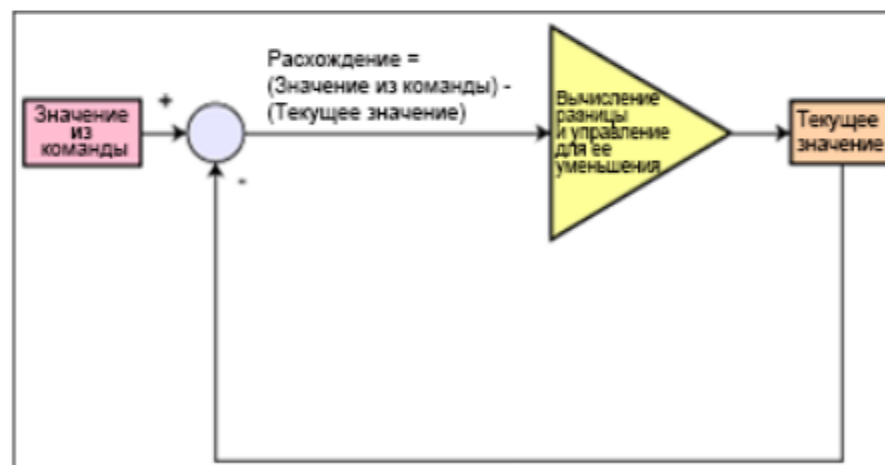 Расхождение =
(Значение из команды) -
(Текущее значение)
+
Значение
из
команды
-
Вычисление
разницы
и управление
для ее
уменьшения
Текущее
значение